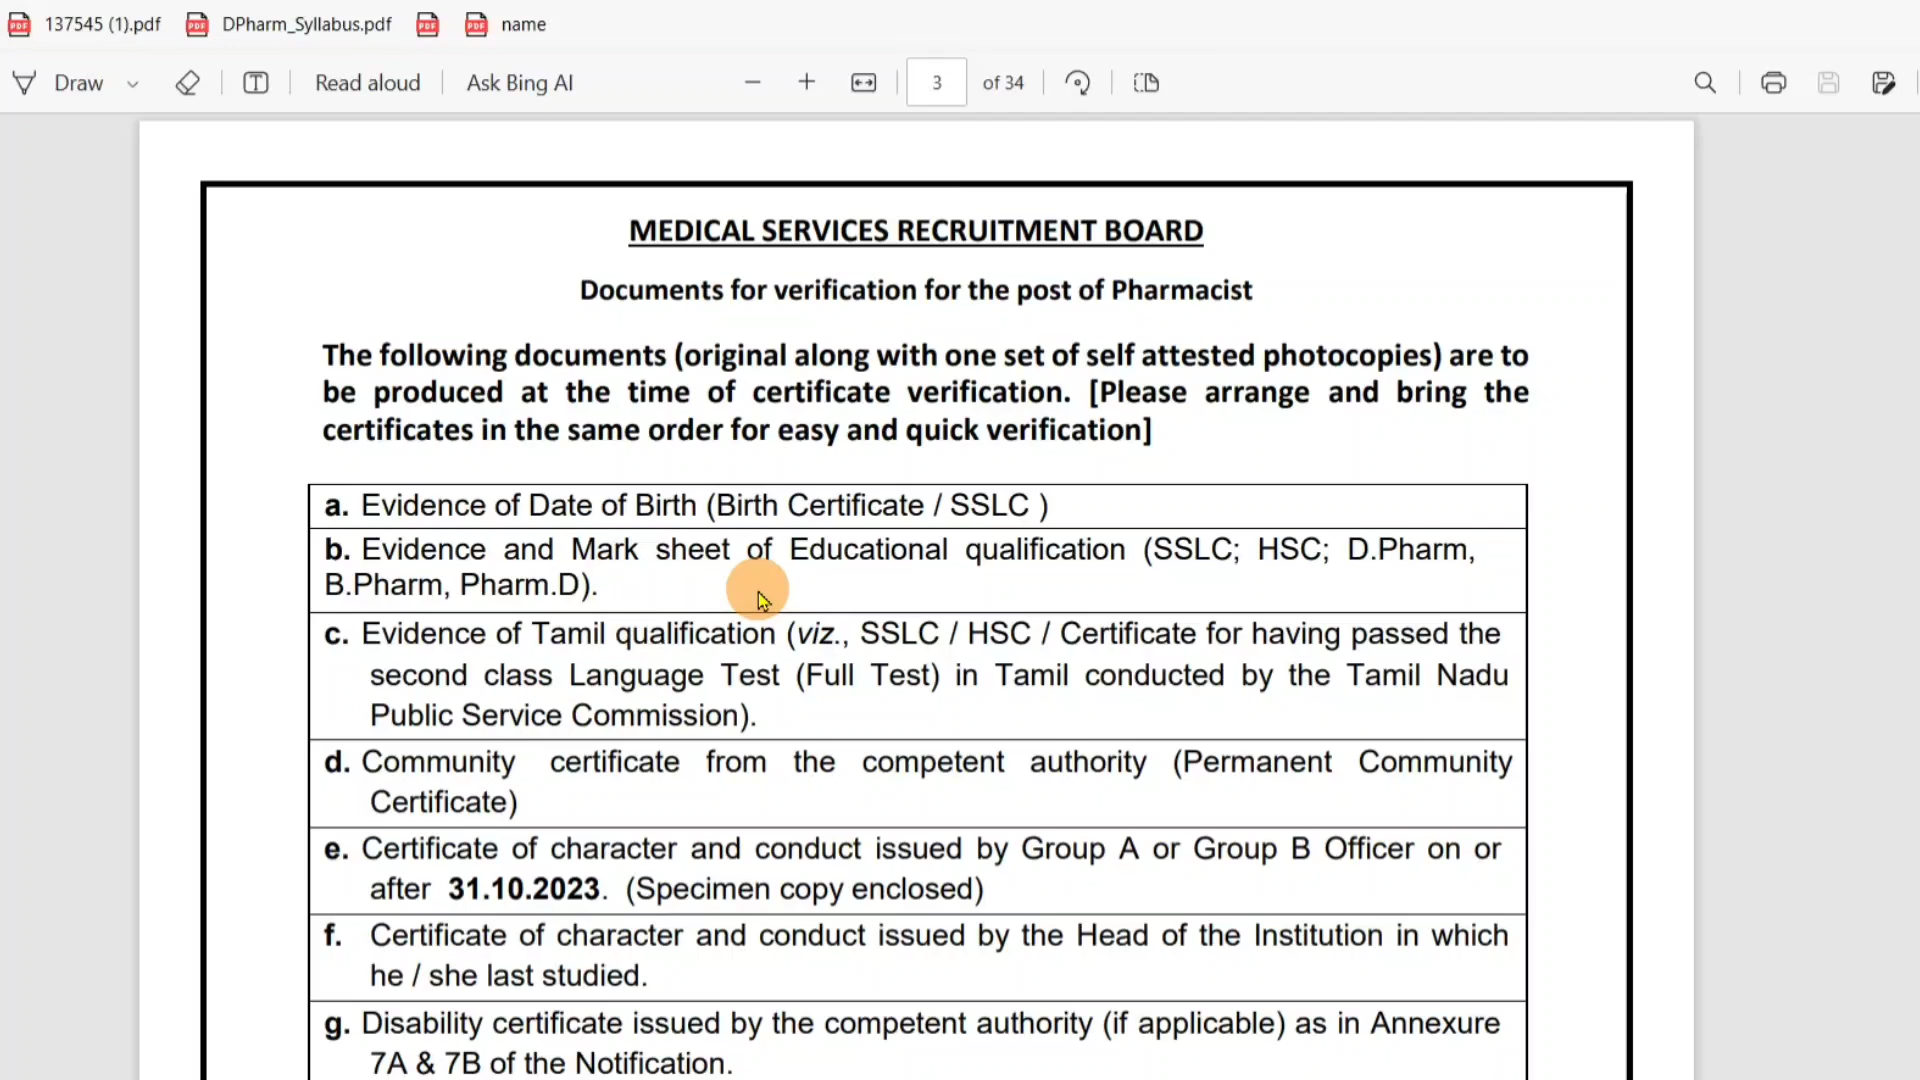 137545 (1).pdf DPharm_Syllabus.pdf name
Draw Read aloud Ask Bing AI 3 of 34
MEDICAL SERVICES RECRUITMENT BOARD
Documents for verification for the post of Pharmacist
The following documents (original along with one set of self attested photocopies) are to
be produced at the time of certificate verification. [Please arrange and bring the
certificates in the same order for easy and quick verification]
a. Evidence of Date of Birth (Birth Certificate / SSLC )
b. Evidence and Mark sheet of Educational qualification (SSLC; HSC; D.Pharm,
B.Pharm, Pharm.D).
c. Evidence of Tamil qualification (viz., SSLC / HSC / Certificate for having passed the
second class Language Test (Full Test) in Tamil conducted by the Tamil Nadu
Public Service Commission).
d. Community certificate from the competent authority (Permanent Community
Certificate)
e. Certificate of character and conduct issued by Group A or Group B Officer on or
after 31.10.2023. (Specimen copy enclosed)
f. Certificate of character and conduct issued by the Head of the Institution in which
he / she last studied.
g. Disability certificate issued by the competent authority (if applicable) as in Annexure
7A & 7B of the Notification.